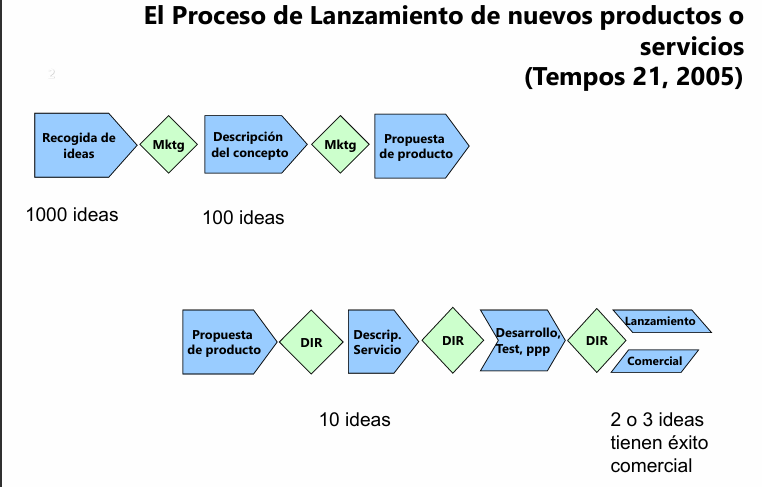 El Proceso de Lanzamiento de nuevos productos o
servicios
(Tempos 21, 2005)
2
Recogida de
ideas
Mktg
Descripción
del concepto
Mktg
Propuesta
de producto
1000 ideas
100 ideas
Propuesta
de producto
DIR
Descrip.
Servicio
DIR
Desarrollo,
Test, ppp
DIR
Lanzamiento
Comercial
10 ideas
2 o 3 ideas
tienen éxito
comercial